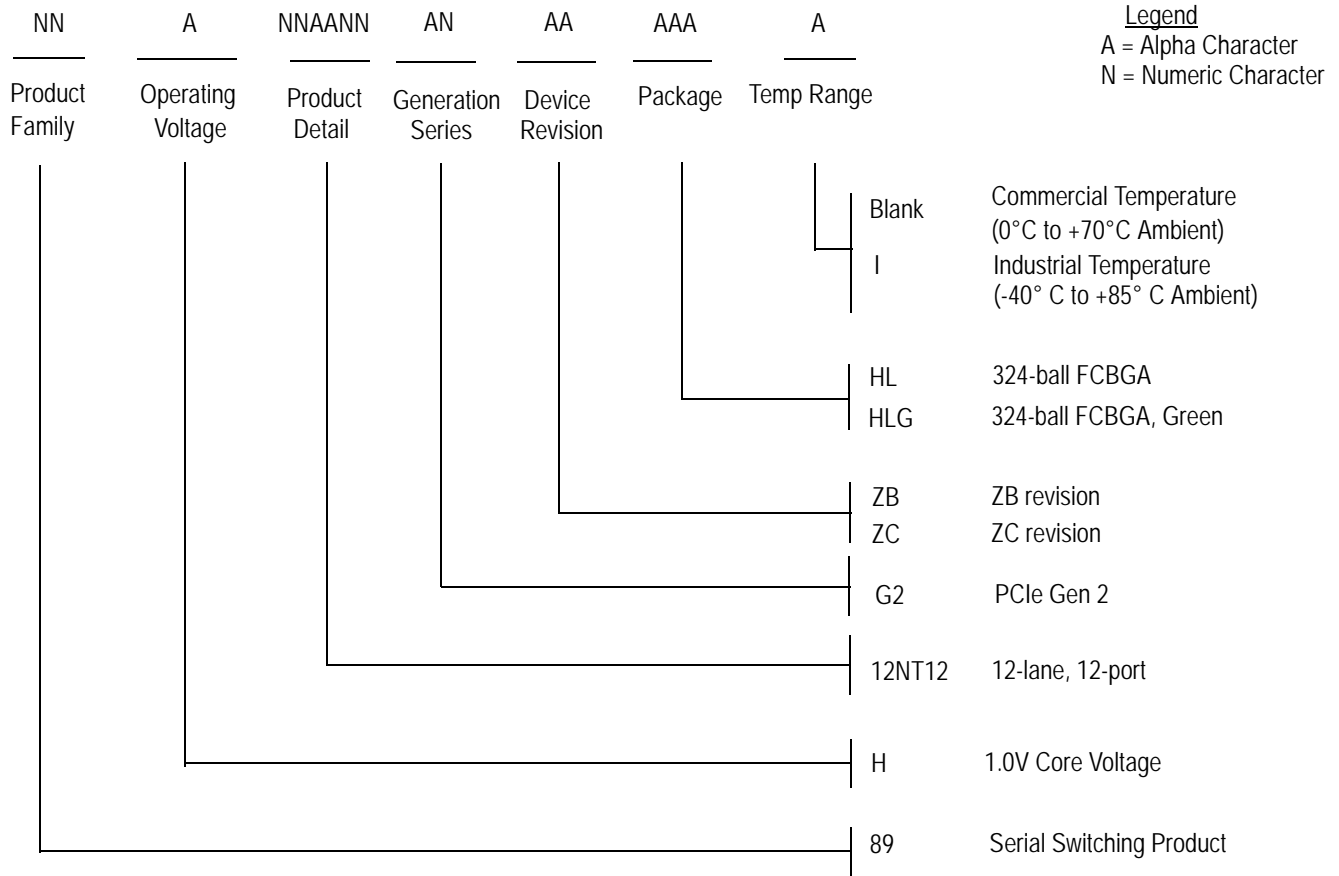 NN A NNAANN AN AA AAA A
Legend
A = Alpha Character
N = Numeric Character
Product Family
Operating Voltage
Product Detail
Generation Series
Device Revision
Package
Temp Range
Blank Commercial Temperature
(0°C to +70°C Ambient)
I Industrial Temperature
(-40° C to +85° C Ambient)
HL 324-ball FCBGA
HLG 324-ball FCBGA, Green
ZB ZB revision
ZC ZC revision
G2 PCIe Gen 2
12NT12 12-lane, 12-port
H 1.0V Core Voltage
89 Serial Switching Product